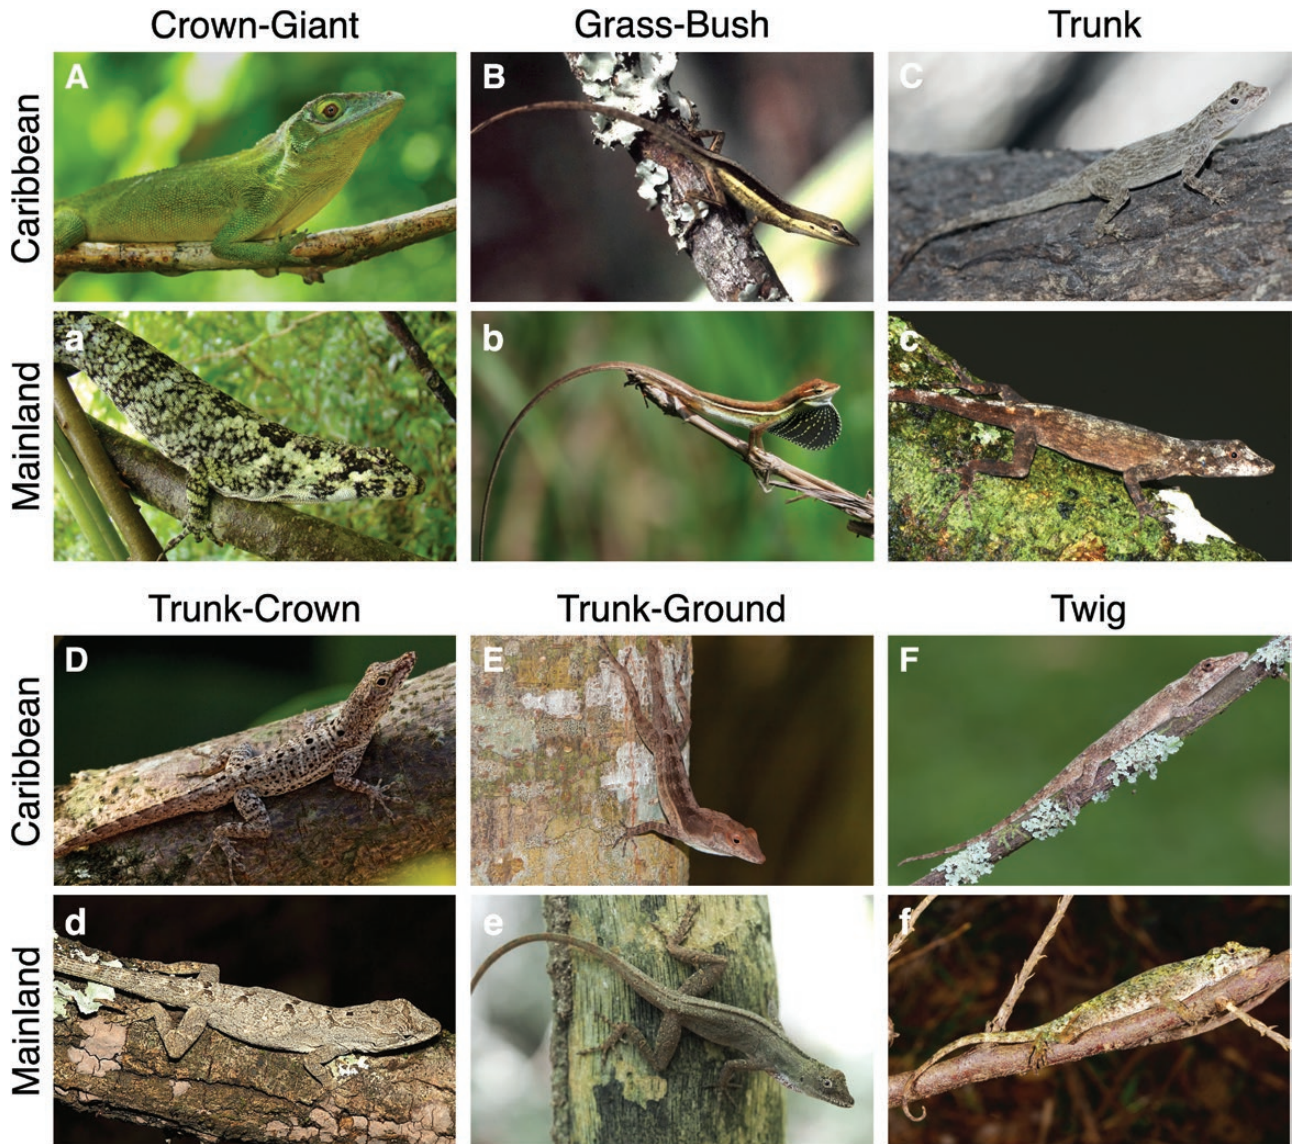 Crown-Giant Grass-Bush Trunk
Caribbean
A B C
Mainland
a b c
Trunk-Crown Trunk-Ground Twig
Caribbean
D E F
Mainland
d e f